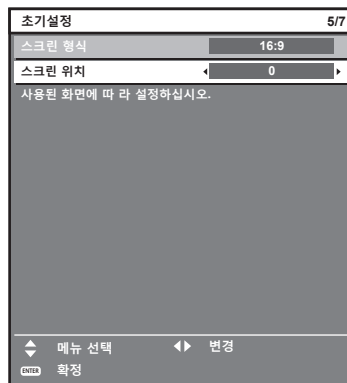 초기설정 5/7
스크린 형식 16:9
스크린 위치 0
사용된 화면에 따 라 설정하십시오.
메뉴 선택 변경
ENTER 확정